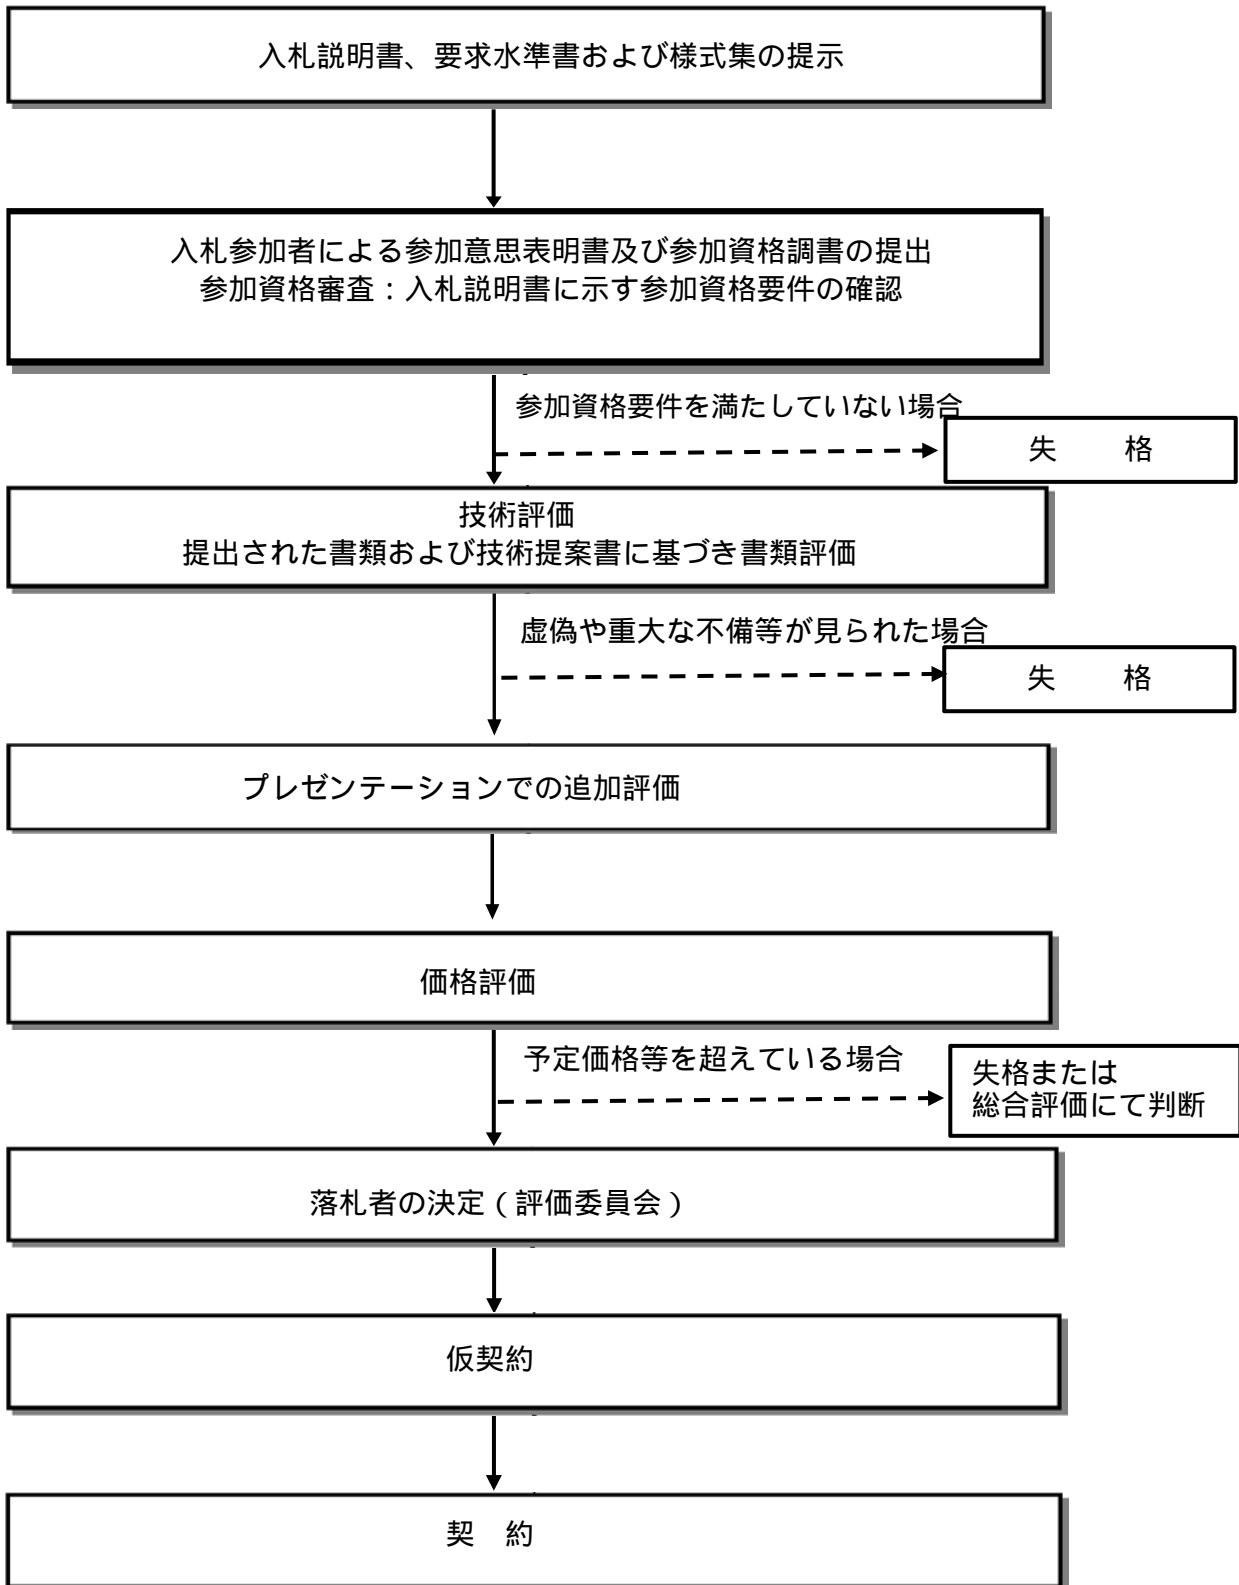 入札説明書、要求水準書および様式集の提示
入札参加者による参加意思表明書及び参加資格調書の提出
参加資格審査：入札説明書に示す参加資格要件の確認
参加資格要件を満たしていない場合
失　　格
技術評価
提出された書類および技術提案書に基づき書類評価
虚偽や重大な不備等が見られた場合
失　　格
プレゼンテーションでの追加評価
価格評価
予定価格等を超えている場合
失格または
総合評価にて判断
落札者の決定（評価委員会）
仮契約
契　約